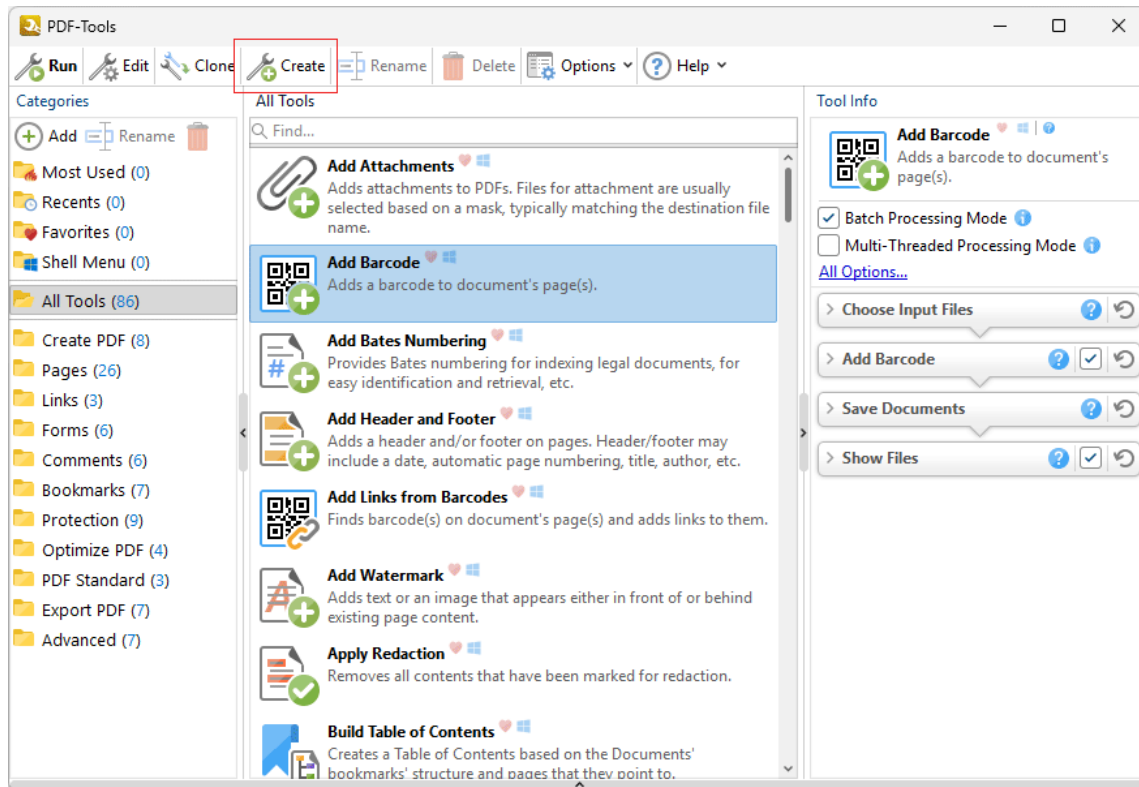 PDF-Tools
Run Edit Clone Create Rename Delete Options Help
Categories
Add Rename
Most Used (0)
Recents (0)
Favorites (0)
Shell Menu (0)
All Tools (86)
Create PDF (8)
Pages (26)
Links (3)
Forms (6)
Comments (6)
Bookmarks (7)
Protection (9)
Optimize PDF (4)
PDF Standard (3)
Export PDF (7)
Advanced (7)
All Tools
Find...
Add Attachments
Adds attachments to PDFs. Files for attachment are usually
selected based on a mask, typically matching the destination file
name.
Add Barcode
Adds a barcode to document's page(s).
Add Bates Numbering
Provides Bates numbering for indexing legal documents, for
easy identification and retrieval, etc.
Add Header and Footer
Adds a header and/or footer on pages. Header/footer may
include a date, automatic page numbering, title, author, etc.
Add Links from Barcodes
Finds barcode(s) on document's page(s) and adds links to them.
Add Watermark
Adds text or an image that appears either in front of or behind
existing page content.
Apply Redaction
Removes all contents that have been marked for redaction.
Build Table of Contents
Creates a Table of Contents based on the Documents'
bookmarks' structure and pages that they point to.
Tool Info
Add Barcode
Adds a barcode to document's
page(s).
Batch Processing Mode
Multi-Threaded Processing Mode
All Options...
Choose Input Files
Add Barcode
Save Documents
Show Files